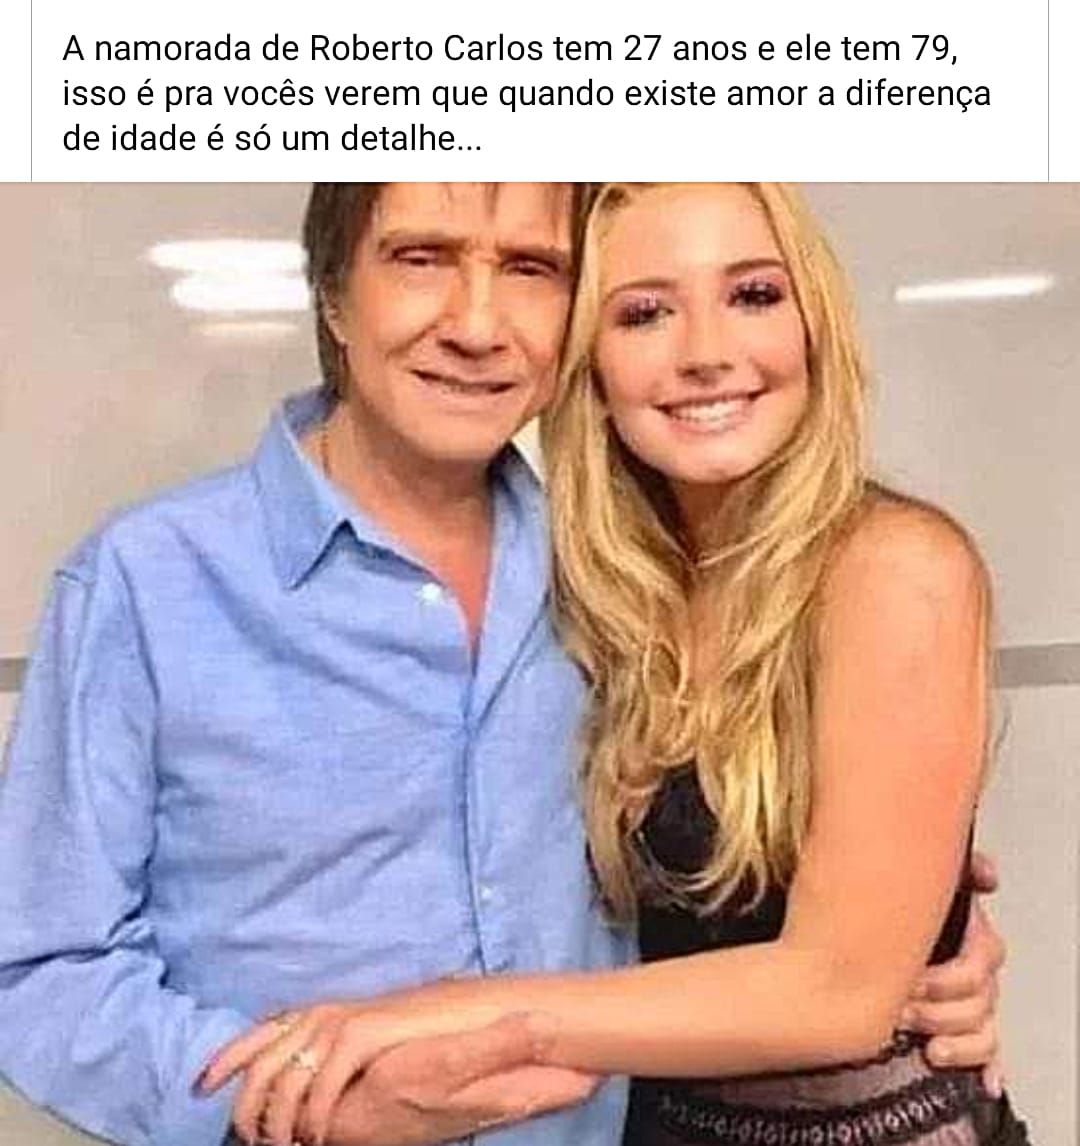 A namorada de Roberto Carlos tem 27 anos e ele tem 79,
isso é pra vocês verem que quando existe amor a diferença
de idade é só um detalhe...